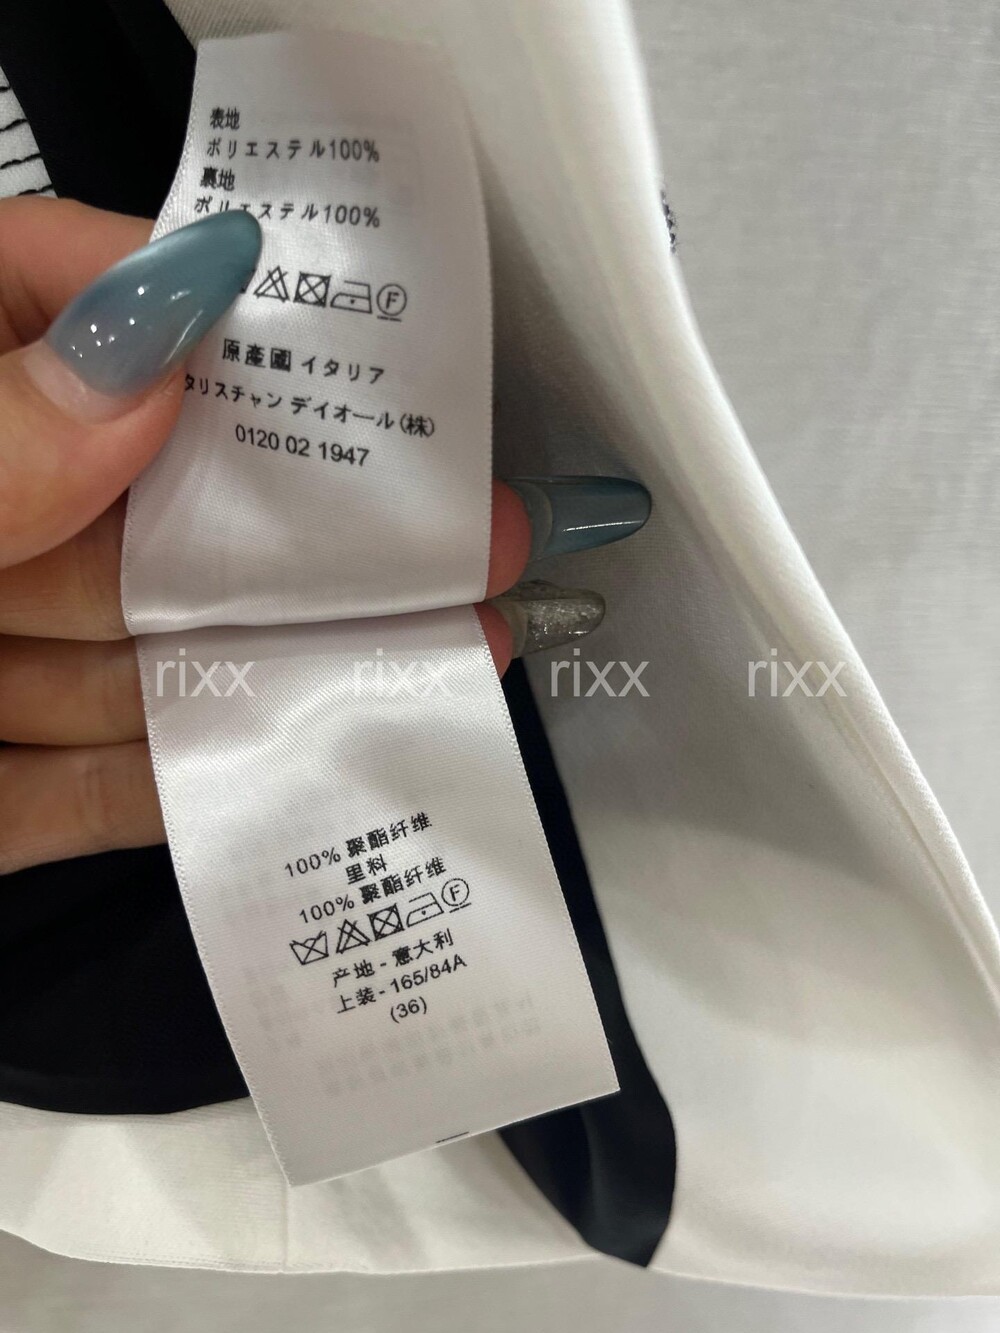 表地
ポリエステル100%
裏地
ポリエステル100%
F
原産國 イタリア
タリスチャン デイオール(株)
0120 02 1947
rixx rixx rixx rixx
100% 聚酯纤维
里料
100% 聚酯纤维
F
产地 - 意大利
上装 - 165/84A
(36)